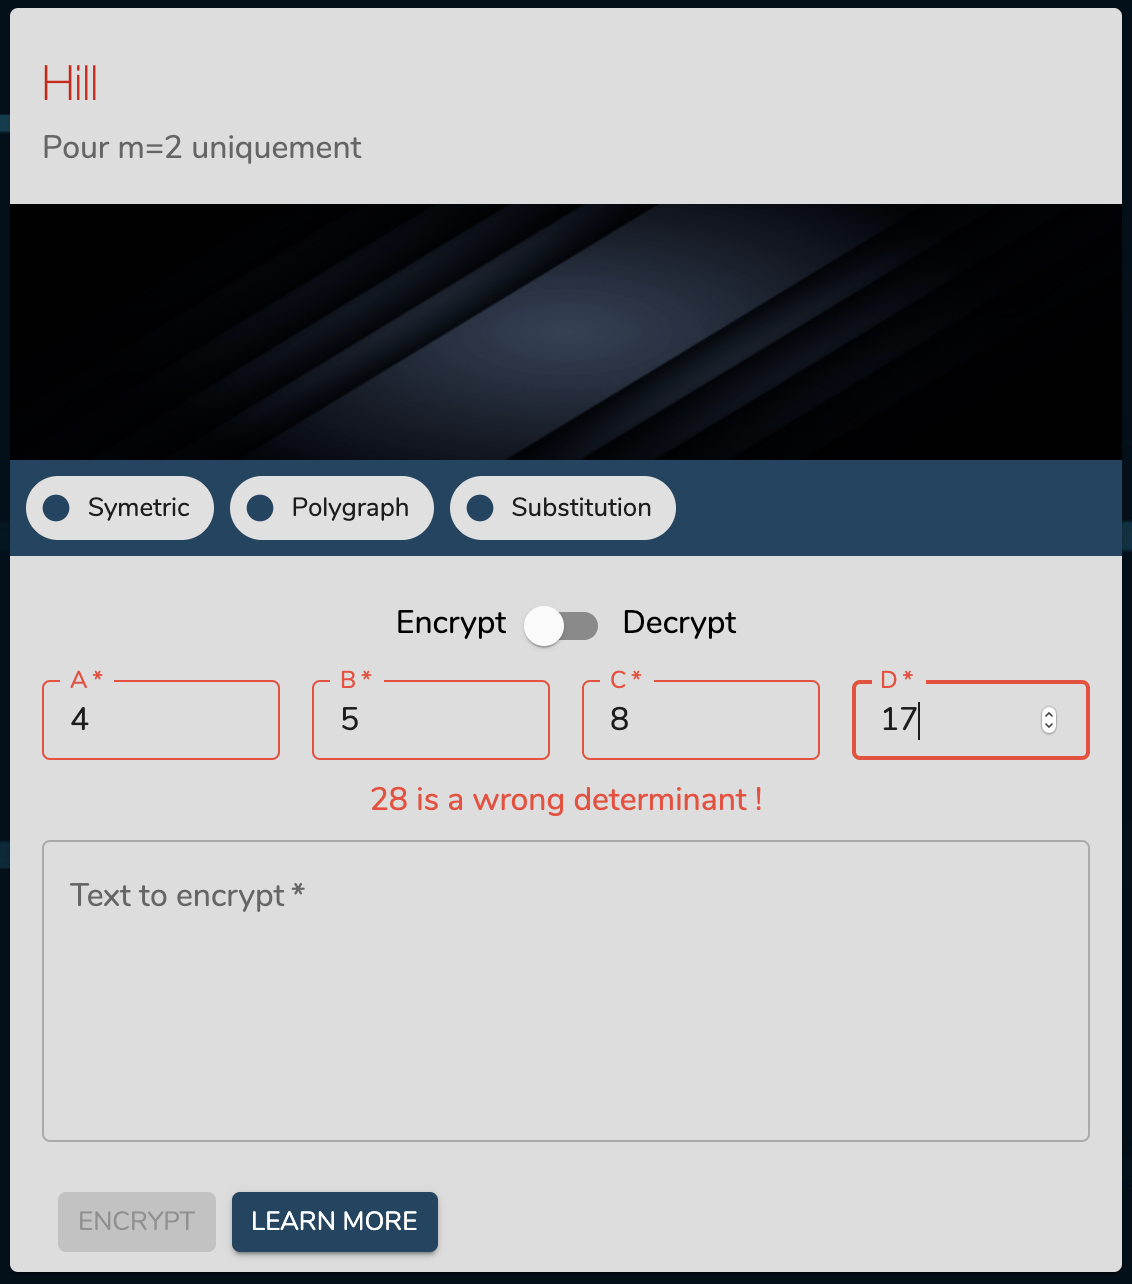 Hill
Pour m=2 uniquement
Symetric Polygraph Substitution
Encrypt Decrypt
A * B * C * D *
4 5 8 17
28 is a wrong determinant !
Text to encrypt *
ENCRYPT LEARN MORE